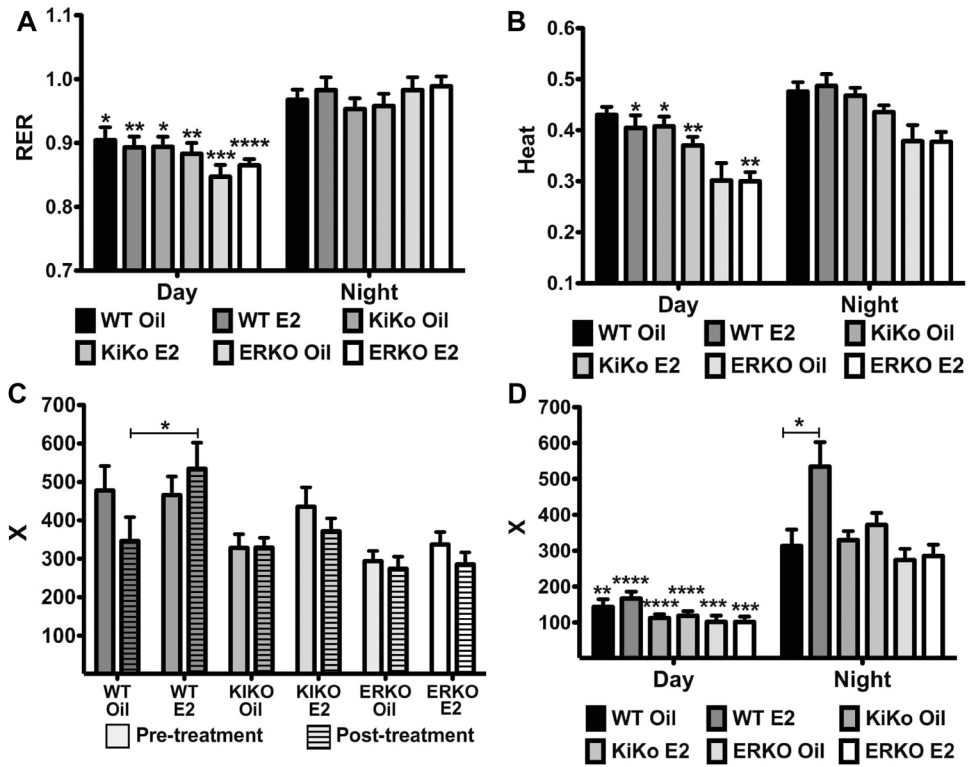 A
1.1
1.0
0.9
0.8
0.7
RER
* ** * ** *** ****
Day Night
WT Oil WT E2 KiKo Oil
KiKo E2 ERKO Oil ERKO E2
B
0.6
0.5
0.4
0.3
0.2
0.1
Heat
* * ** **
Day Night
WT Oil WT E2 KiKo Oil
KiKo E2 ERKO Oil ERKO E2
C
700
600
500
400
300
200
100
X
*
WT WT KIKO KIKO ERKO ERKO
Oil E2 Oil E2 Oil E2
Pre-treatment Post-treatment
D
700
600
500
400
300
200
100
X
** **** **** **** *** ***
*
Day Night
WT Oil WT E2 KiKo Oil
KiKo E2 ERKO Oil ERKO E2